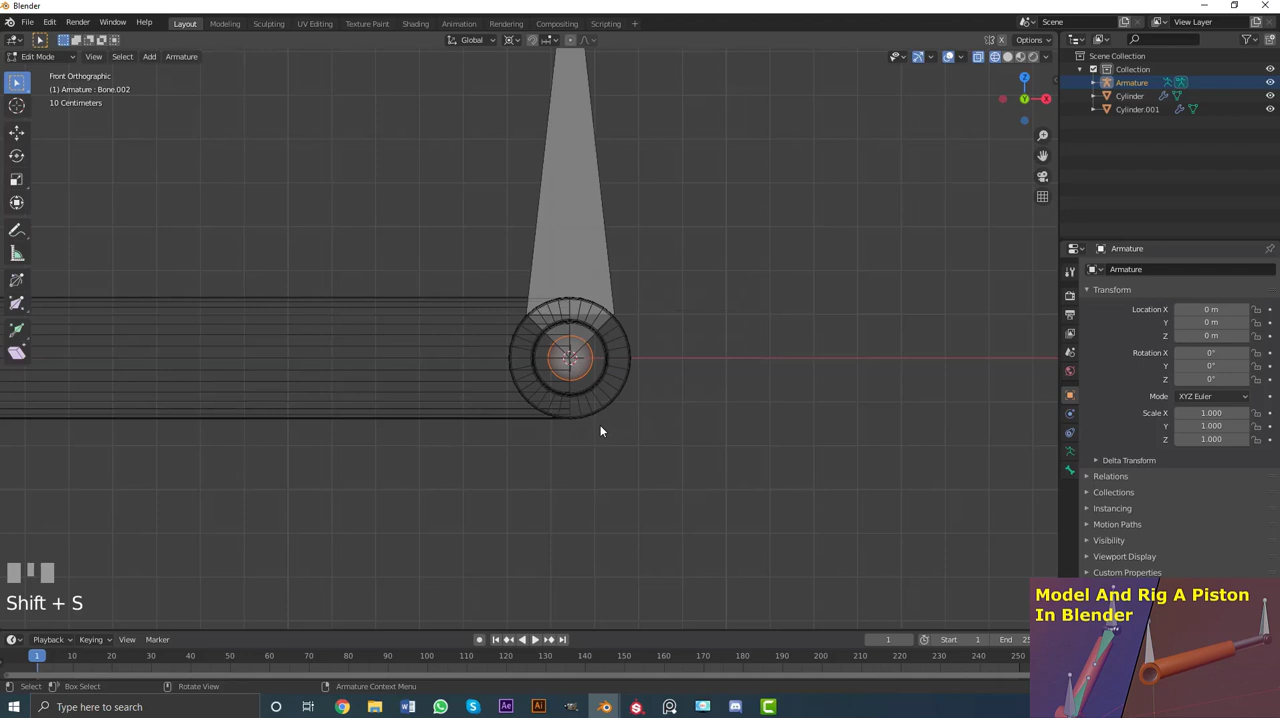 Blender
File Edit Render Window Help
Layout Modeling Sculpting UV Editing Texture Paint Shading Animation Rendering Compositing Scripting +
Scene
View Layer
Global
Options
Edit Mode View Select Add Armature
Front Orthographic
(1) Armature : Bone.002
10 Centimeters
X
Y
Z
Scene Collection
Collection
Armature
Cylinder
Cylinder.001
Armature
Armature
Transform
Location X 0 m
Y 0 m
Z 0 m
Rotation X 0°
Y 0°
Z 0°
Mode XYZ Euler
Scale X 1.000
Y 1.000
Z 1.000
Delta Transform
Relations
Collections
Instancing
Motion Paths
Visibility
Viewport Display
Custom Properties
Shift + S
Model And Rig A Piston
In Blender
Playback Keying View Marker
1
Start 1 End 25
1 10 20 30 40 50 60 70 80 90 100 110 120 130 140 150 160 170 180 190 200 210 220 230 240 250
Select Box Select Rotate View Armature Context Menu
Type here to search